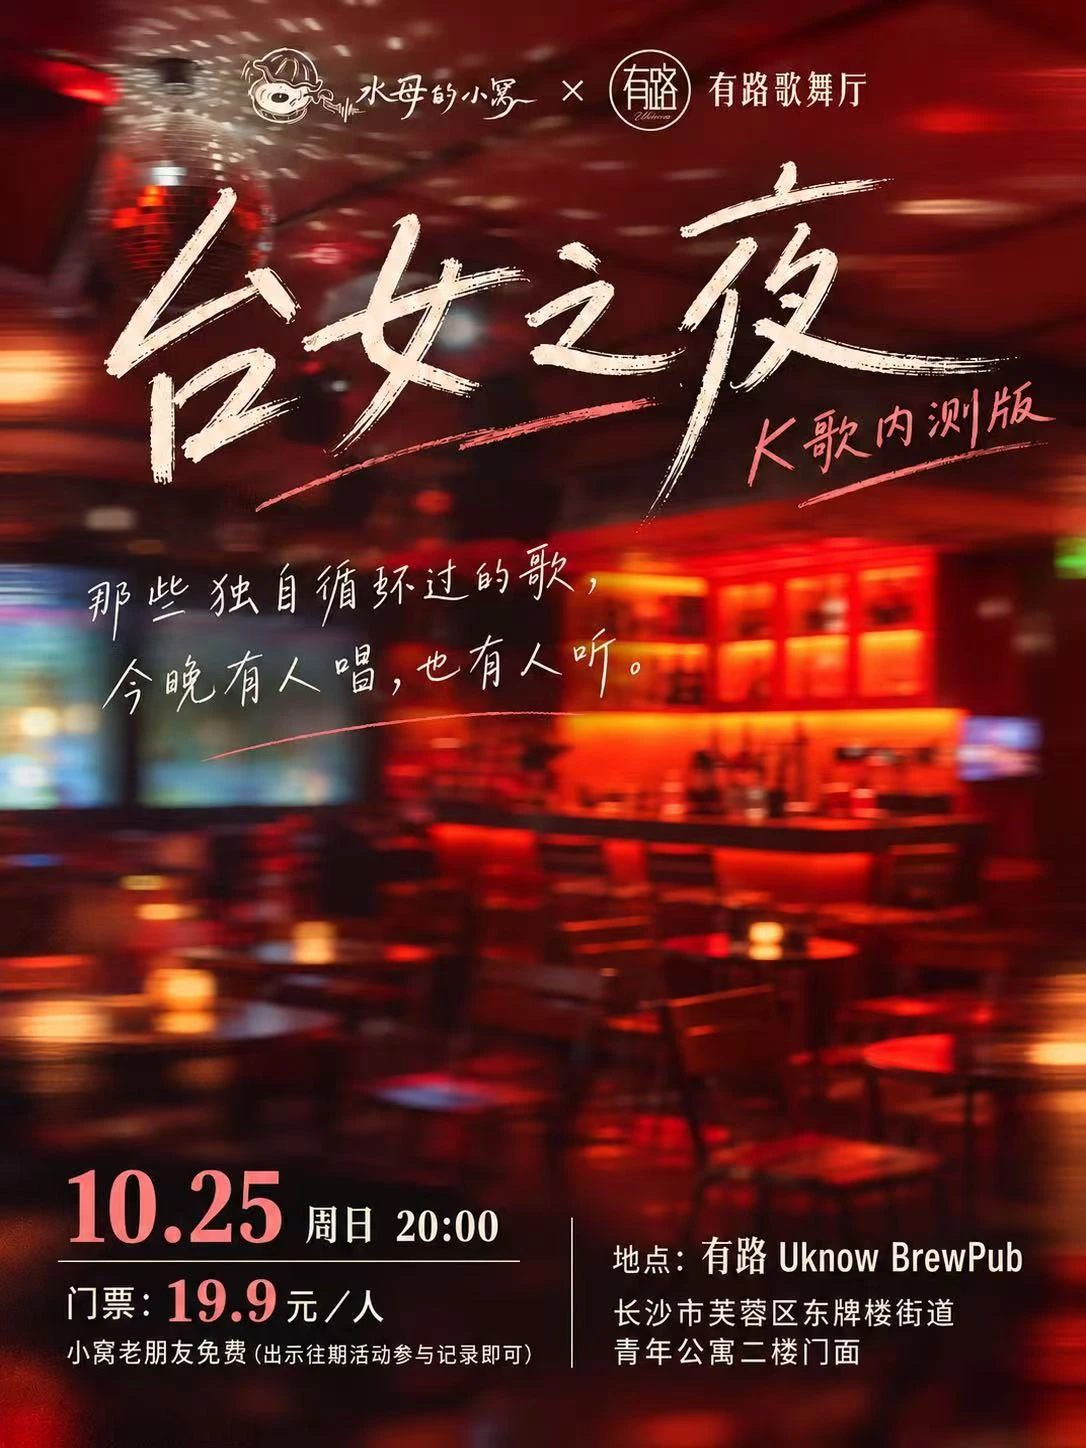 水母的小窝 × 有路 有路歌舞厅
台女之夜
K歌内测版
那些独自循环过的歌，
今晚有人唱，也有人听。
10.25 周日 20:00
门票：19.9元/人
小窝老朋友免费（出示往期活动参与记录即可）
地点：有路 Uknow BrewPub
长沙市芙蓉区东牌楼街道
青年公寓二楼门面